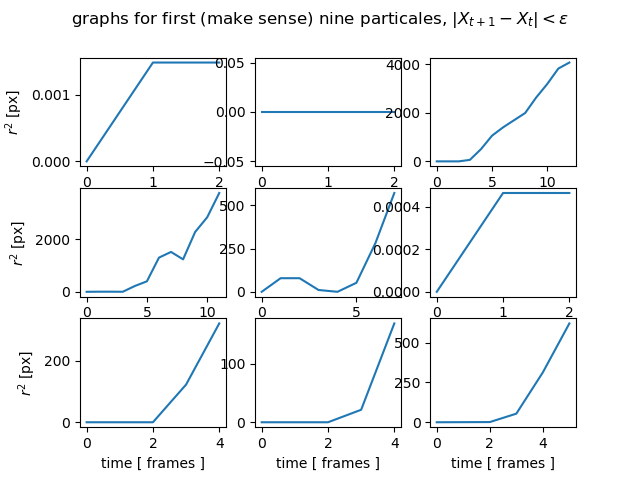 graphs for first (make sense) nine particales, |X_{t+1} − X_t| < ε
0.001
0.000
r² [px]
0 1 2
0.05
0.00
−0.05
0 2
4000
2000
0
0 5 10
2000
0
r² [px]
0 5 10
500
250
0
0 5
0.0004
0.0002
0.0000
0 1 2
200
0
r² [px]
0 2 4
time [ frames ]
100
0
0 2 4
time [ frames ]
500
250
0
0 2 4
time [ frames ]